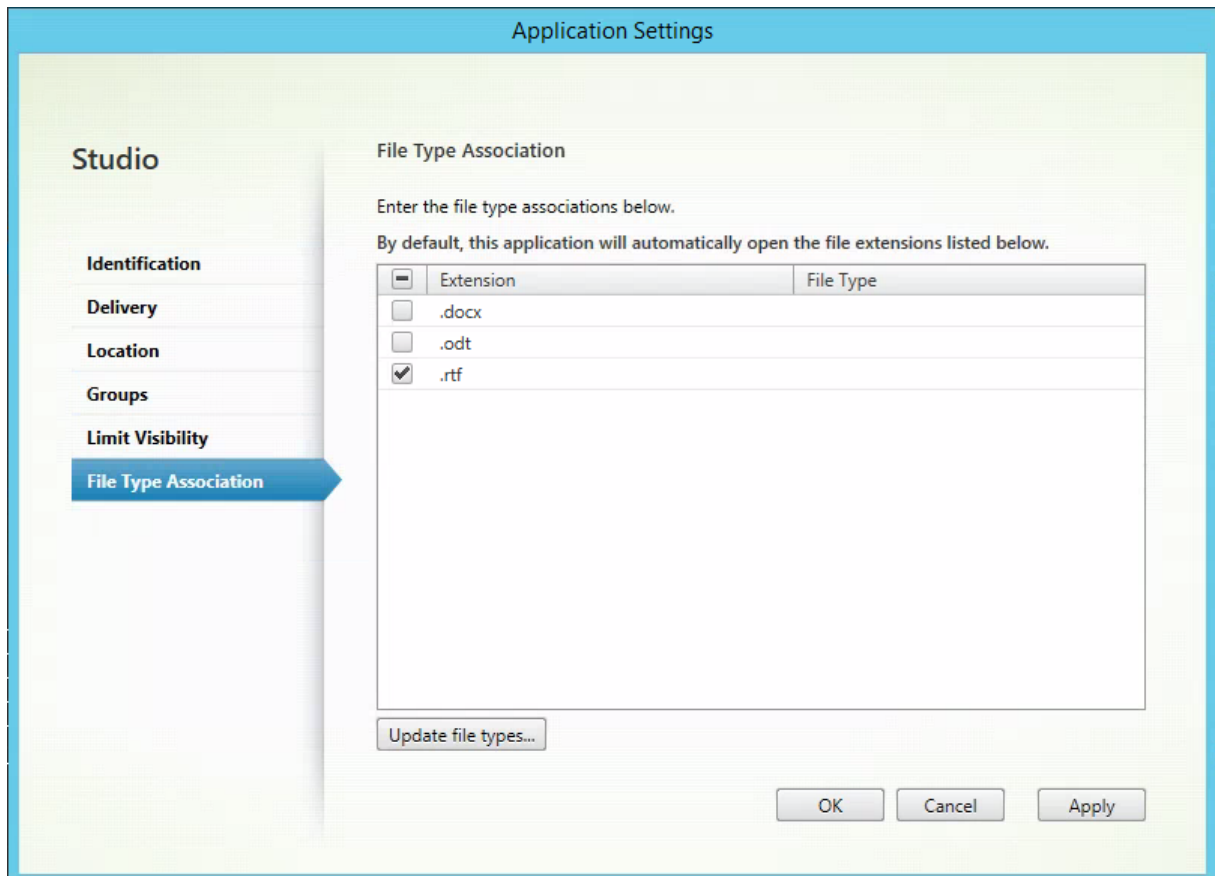 Application Settings
Studio
Identification
Delivery
Location
Groups
Limit Visibility
File Type Association
File Type Association
Enter the file type associations below.
By default, this application will automatically open the file extensions listed below.
Extension File Type
.docx
.odt
.rtf
Update file types...
OK Cancel Apply